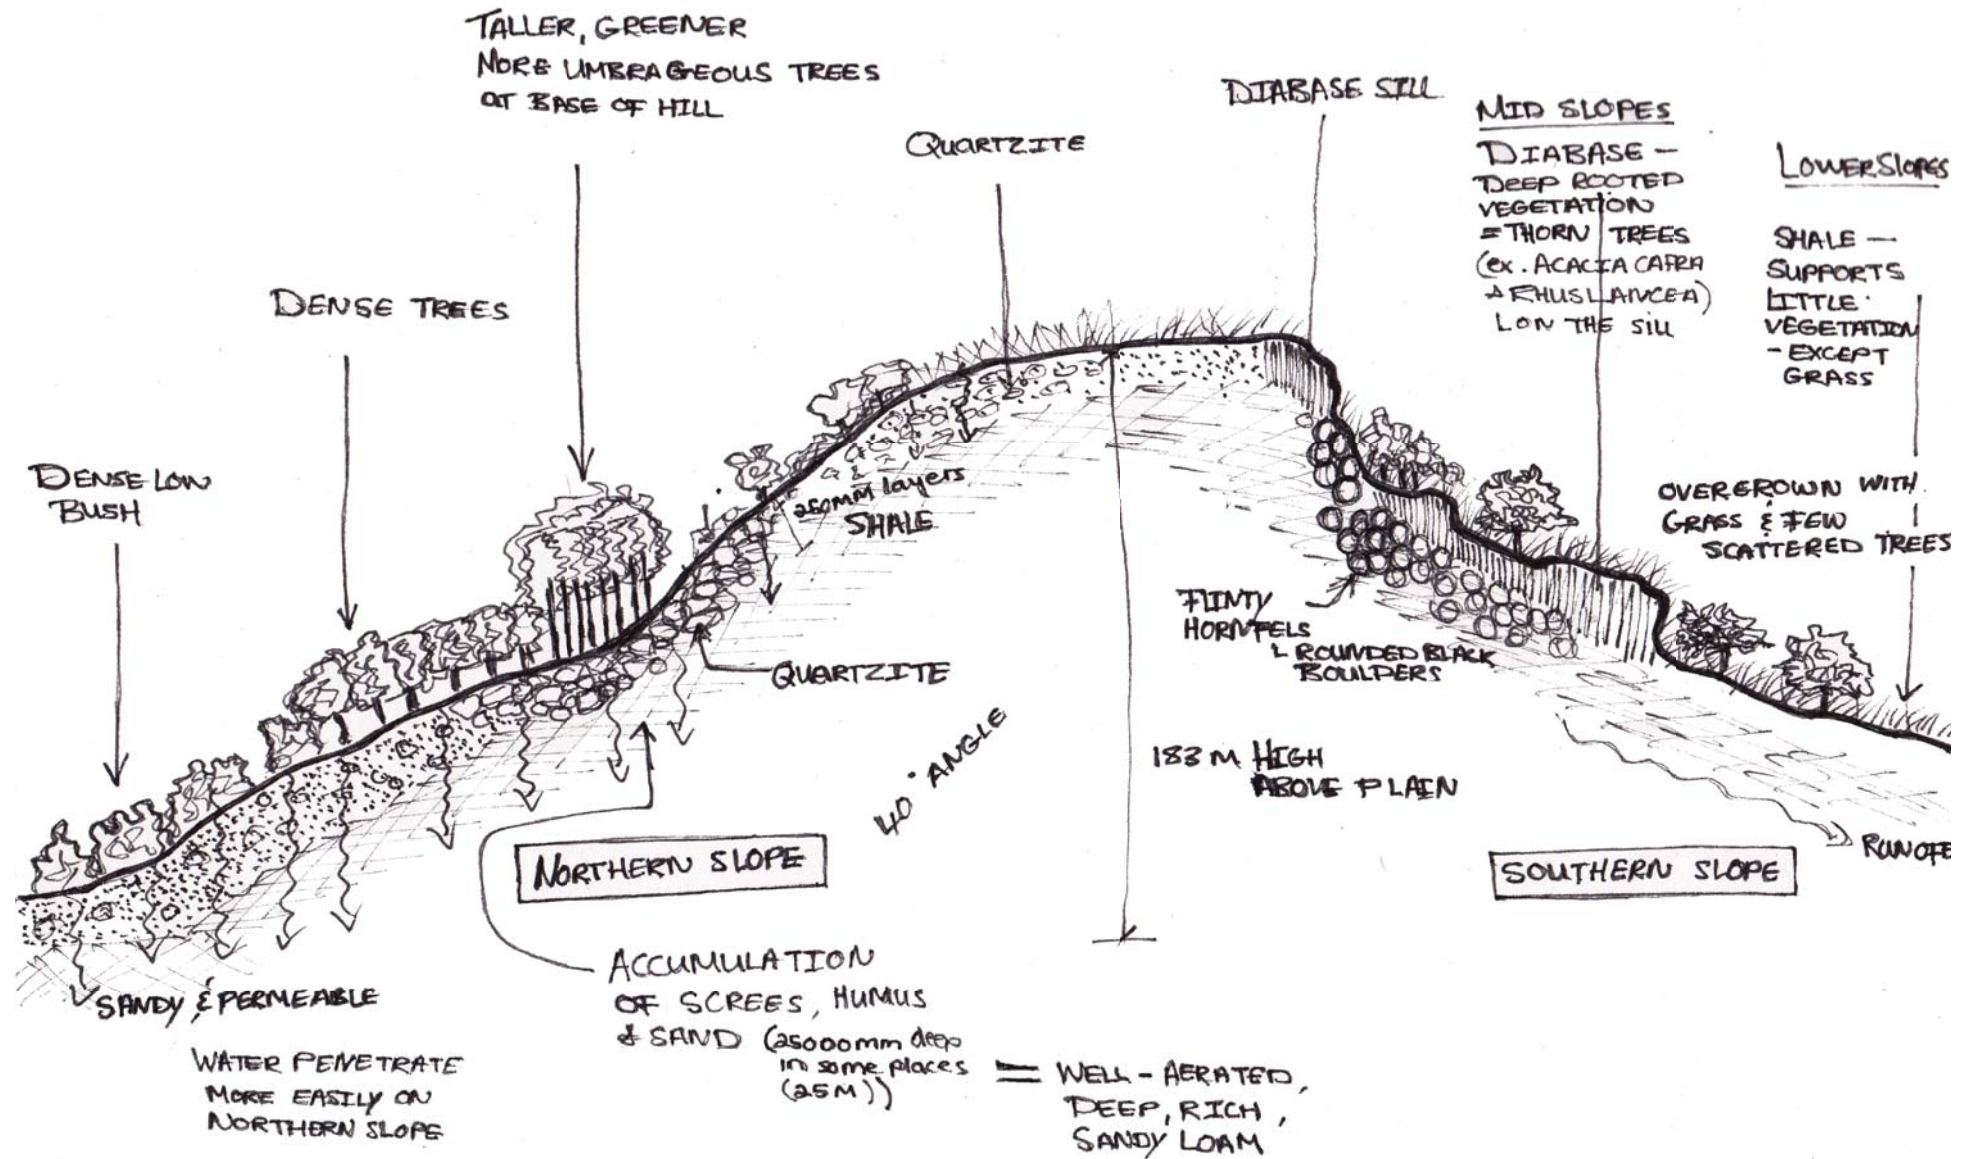 TALLER, GREENER
MORE UMBRAGEOUS TREES
AT BASE OF HILL
QUARTZITE
DIABASE SILL
MID SLOPES
DIABASE —
DEEP ROOTED
VEGETATION
= THORN TREES
(ex. ACACIA CAFRA
& RHUS LANCEA)
L ON THE SILL
LOWER SLOPES
SHALE —
SUPPORTS
LITTLE
VEGETATION
- EXCEPT
GRASS
DENSE TREES
DENSE LOW
BUSH
250MM layers
SHALE
OVERGROWN WITH
GRASS & FEW
SCATTERED TREES
FLINTY
HORNFELS
L ROUNDED BLACK
BOULDERS
QUARTZITE
40° ANGLE
183 M HIGH
ABOVE PLAIN
NORTHERN SLOPE
SOUTHERN SLOPE
RUNOFF
SANDY & PERMEABLE
WATER PENETRATE
MORE EASILY ON
NORTHERN SLOPE
ACCUMULATION
OF SCREES, HUMUS
& SAND (25000mm deep
in some places
(25M))
= WELL-AERATED,
DEEP, RICH,
SANDY LOAM